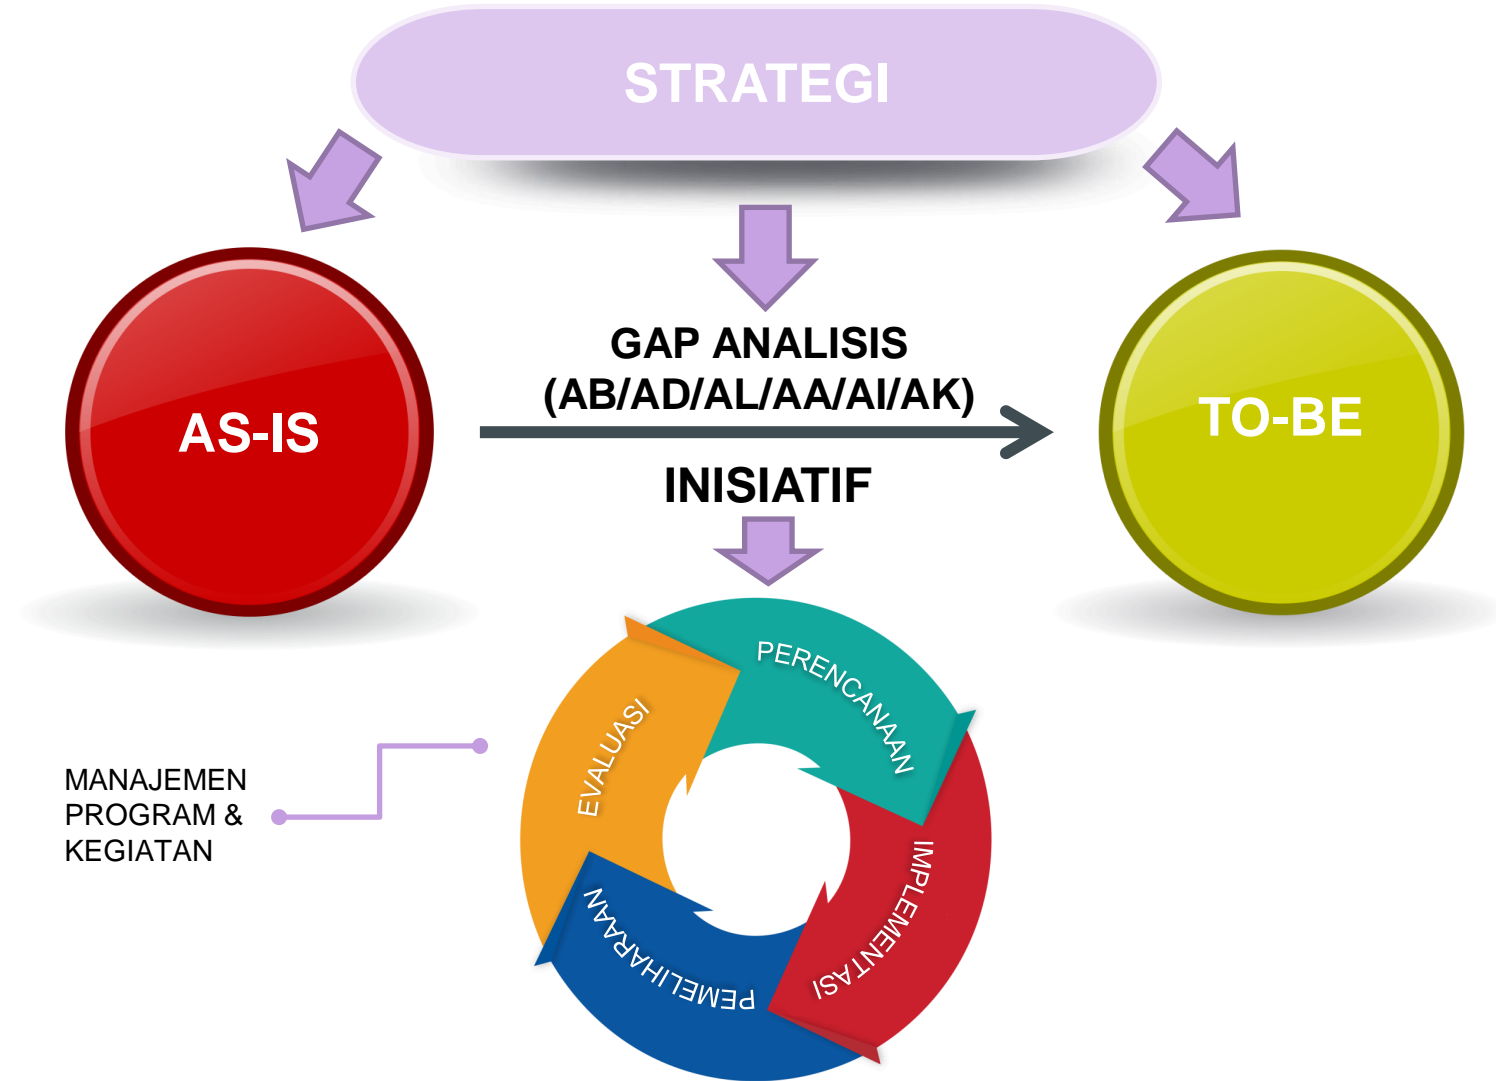 STRATEGI
GAP ANALISIS
(AB/AD/AL/AA/AI/AK)
AS-IS
TO-BE
INISIATIF
PERENCANAAN
EVALUASI
MANAJEMEN
PROGRAM &
KEGIATAN
IMPLEMENTASI
PEMELIHARAAN